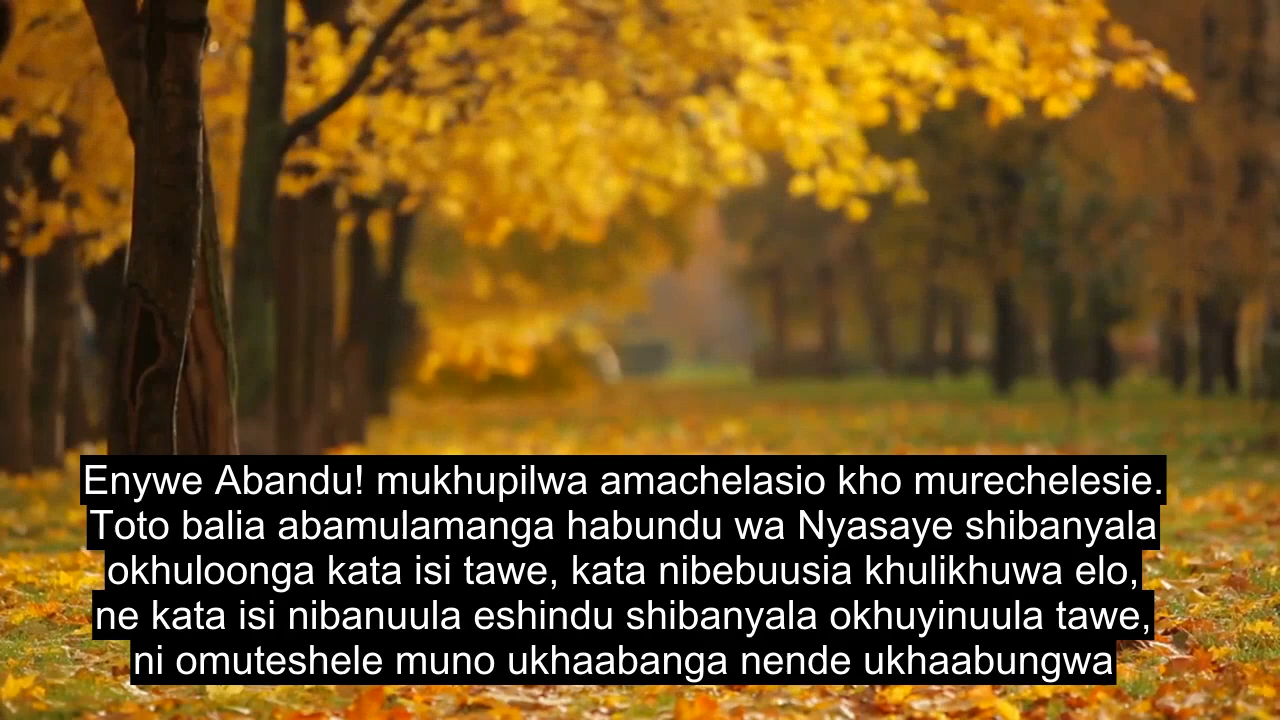 Enywe Abandu! mukhupilwa amachelasio kho murechelesie.
Toto balia abamulamanga habundu wa Nyasaye shibanyala
okhuloonga kata isi tawe, kata nibebuusia khulikhuwa elo,
ne kata isi nibanuula eshindu shibanyala okhuyinuula tawe,
ni omuteshele muno ukhaabanga nende ukhaabungwa